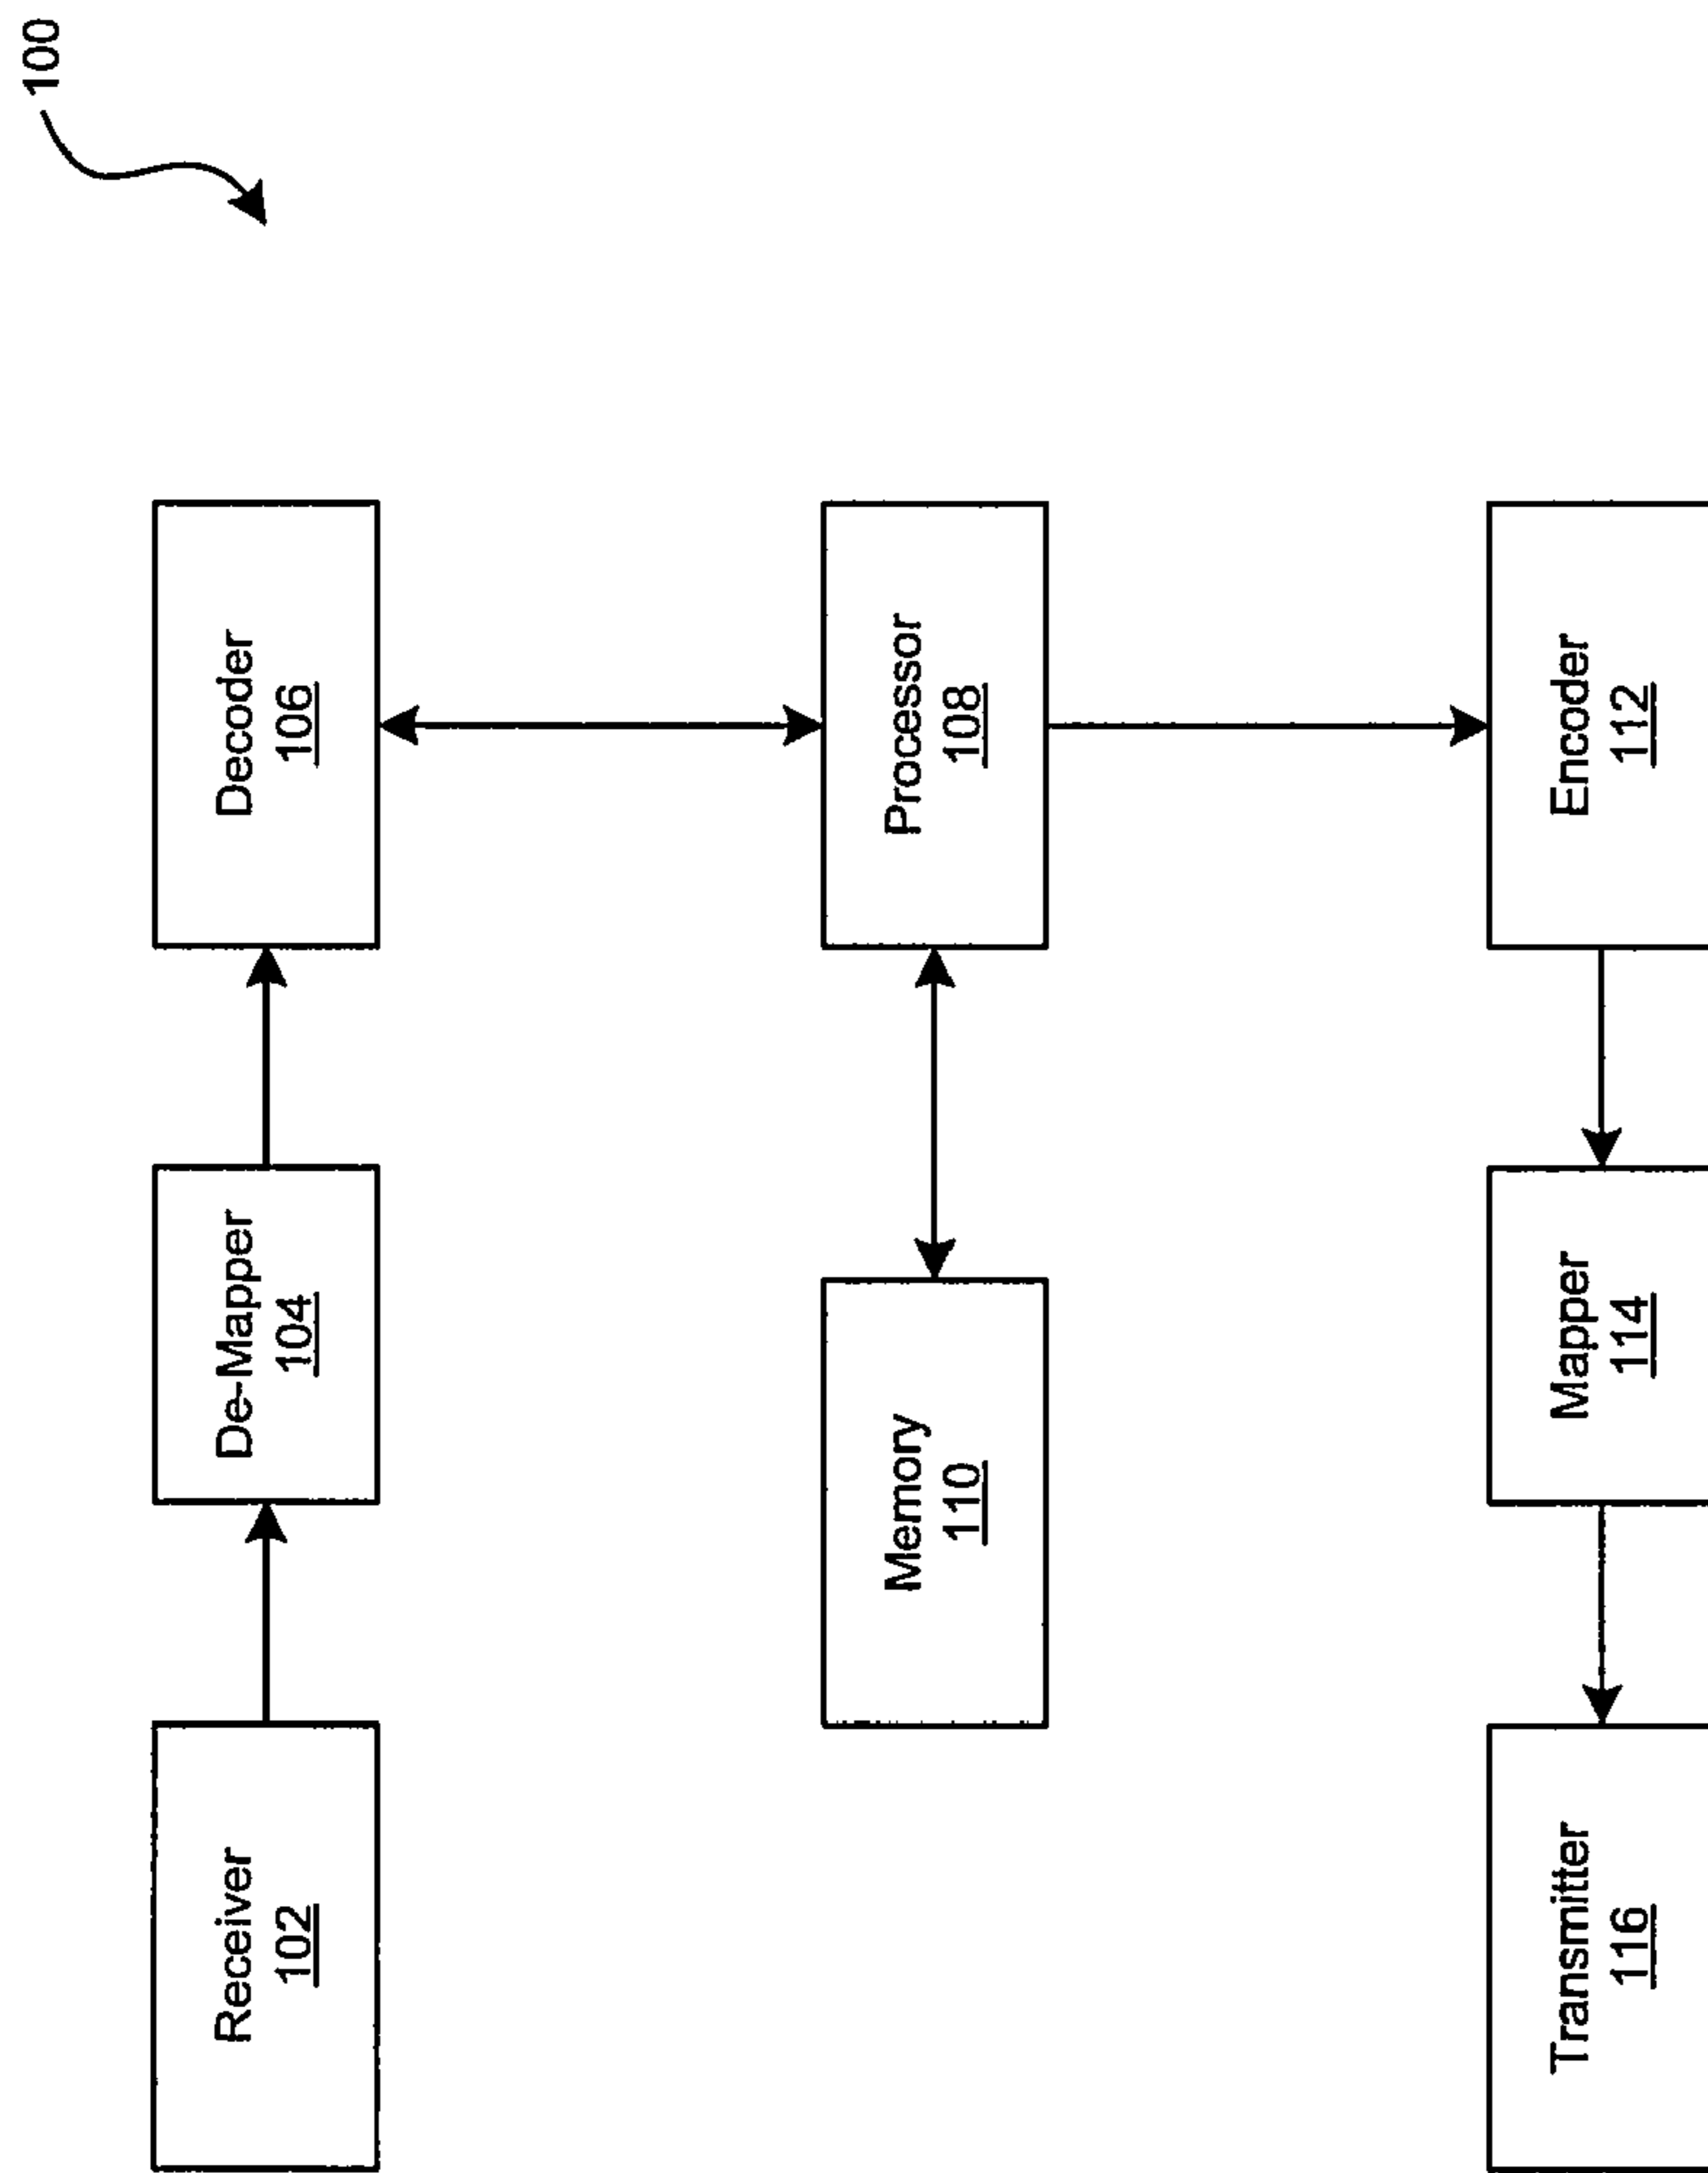 100
Receiver
102
De-Mapper
104
Decoder
106
Memory
110
Processor
108
Transmitter
116
Mapper
114
Encoder
112